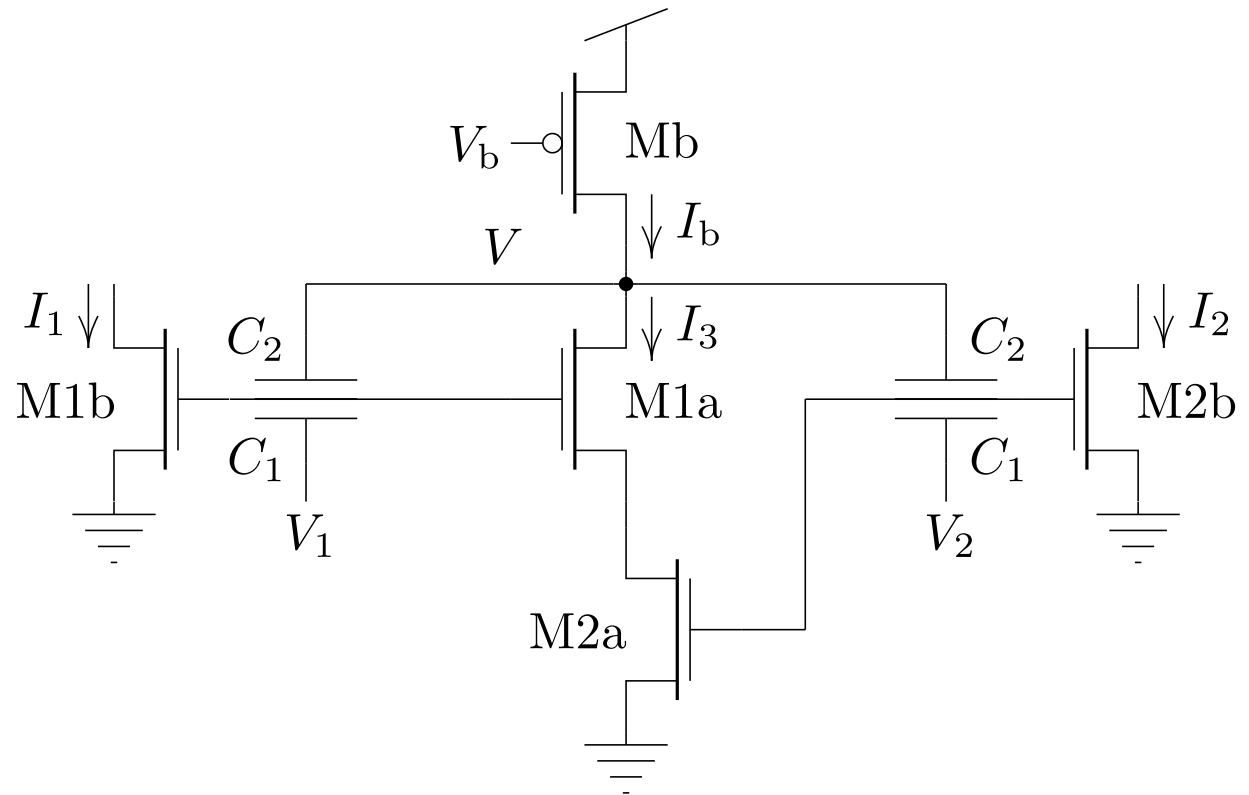 V_b
Mb
I_b
V
I_1
C_2
I_3
C_2
I_2
M1b
M1a
M2b
C_1
C_1
V_1
V_2
M2a